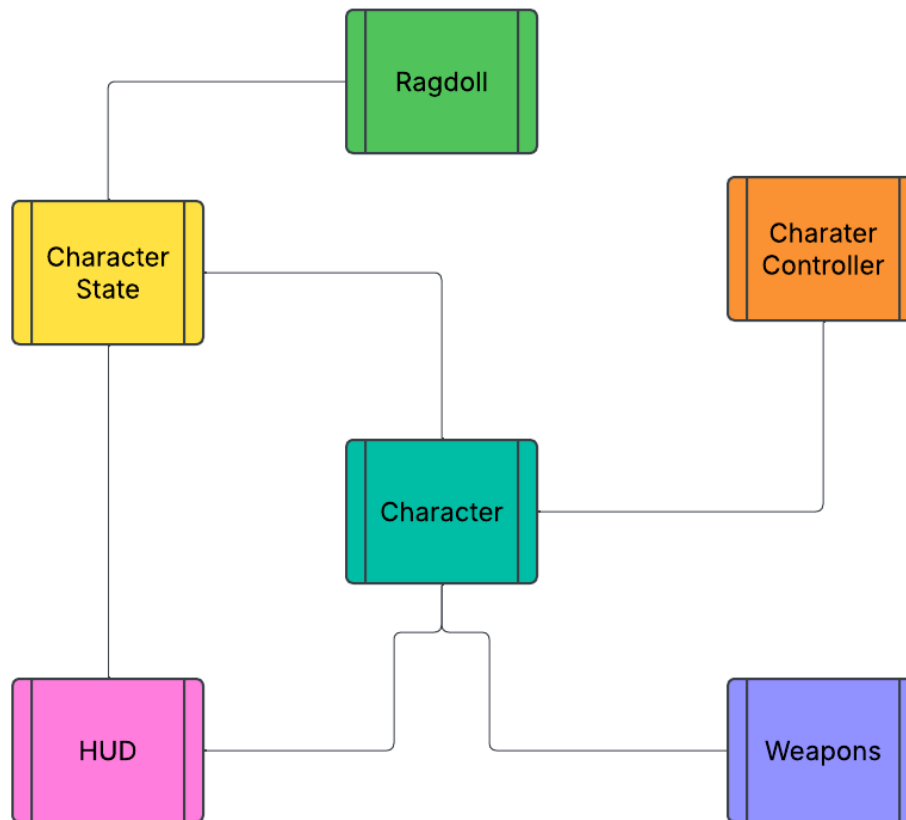 Ragdoll
Character
State
Charater
Controller
Character
HUD
Weapons